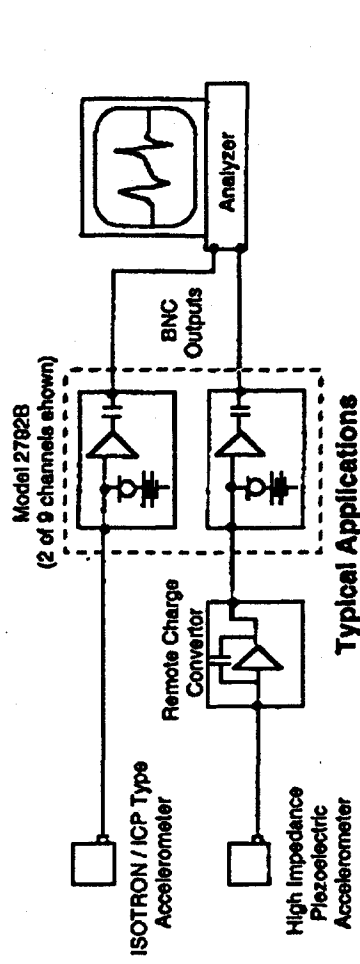 Model 2792B
(2 of 9 channels shown)
BNC
Outputs
Analyzer
Remote Charge
Convertor
ISOTRON / ICP Type
Accelerometer
High Impedance
Piezoelectric
Accelerometer
Typical Applications